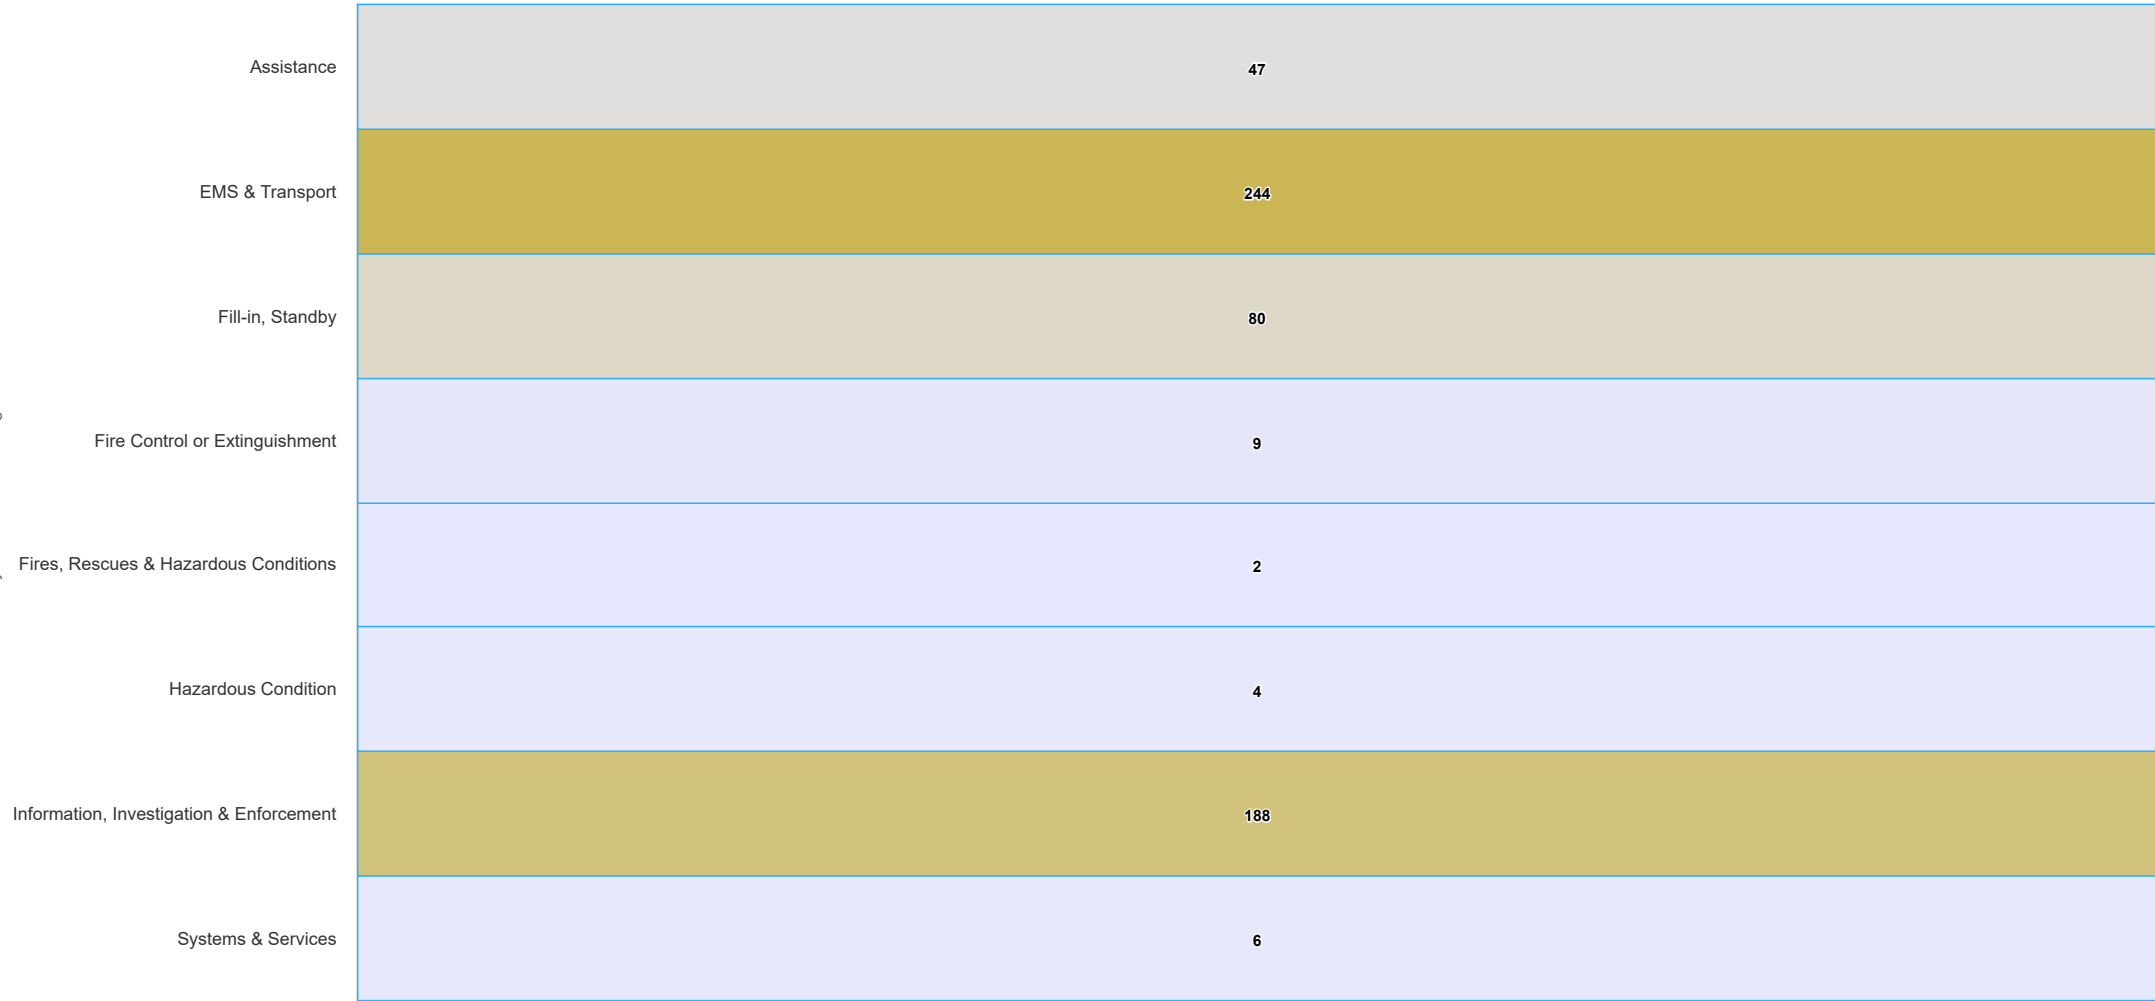 Assistance 47
EMS & Transport 244
Fill-in, Standby 80
Fire Control or Extinguishment 9
Fires, Rescues & Hazardous Conditions 2
Hazardous Condition 4
Information, Investigation & Enforcement 188
Systems & Services 6